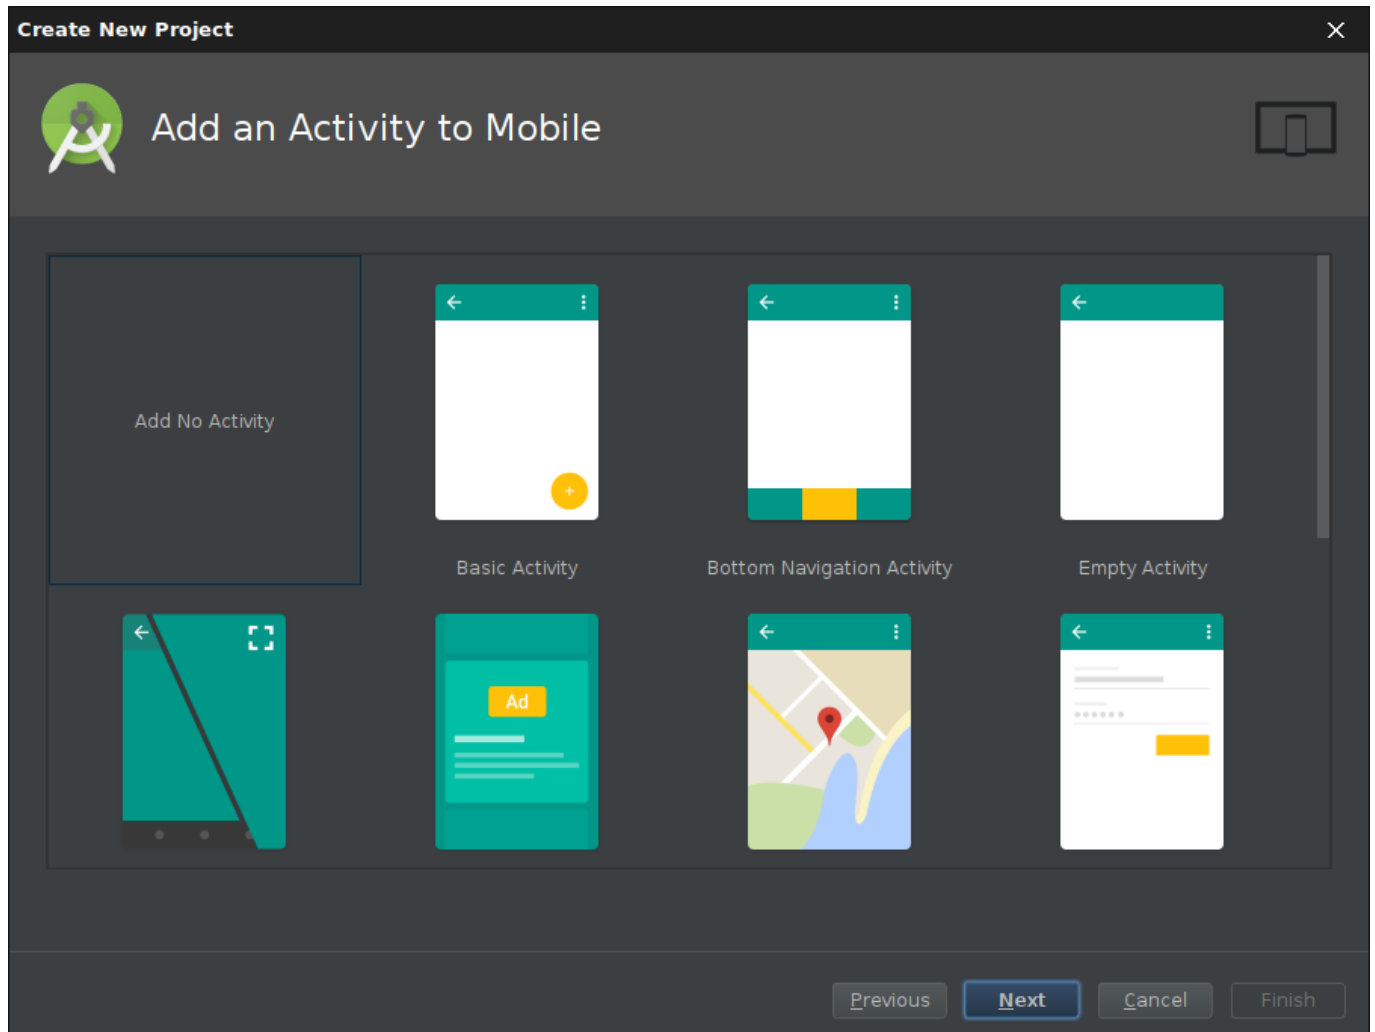 Create New Project
Add an Activity to Mobile
Add No Activity
Basic Activity
Bottom Navigation Activity
Empty Activity
Ad
Previous
Next
Cancel
Finish